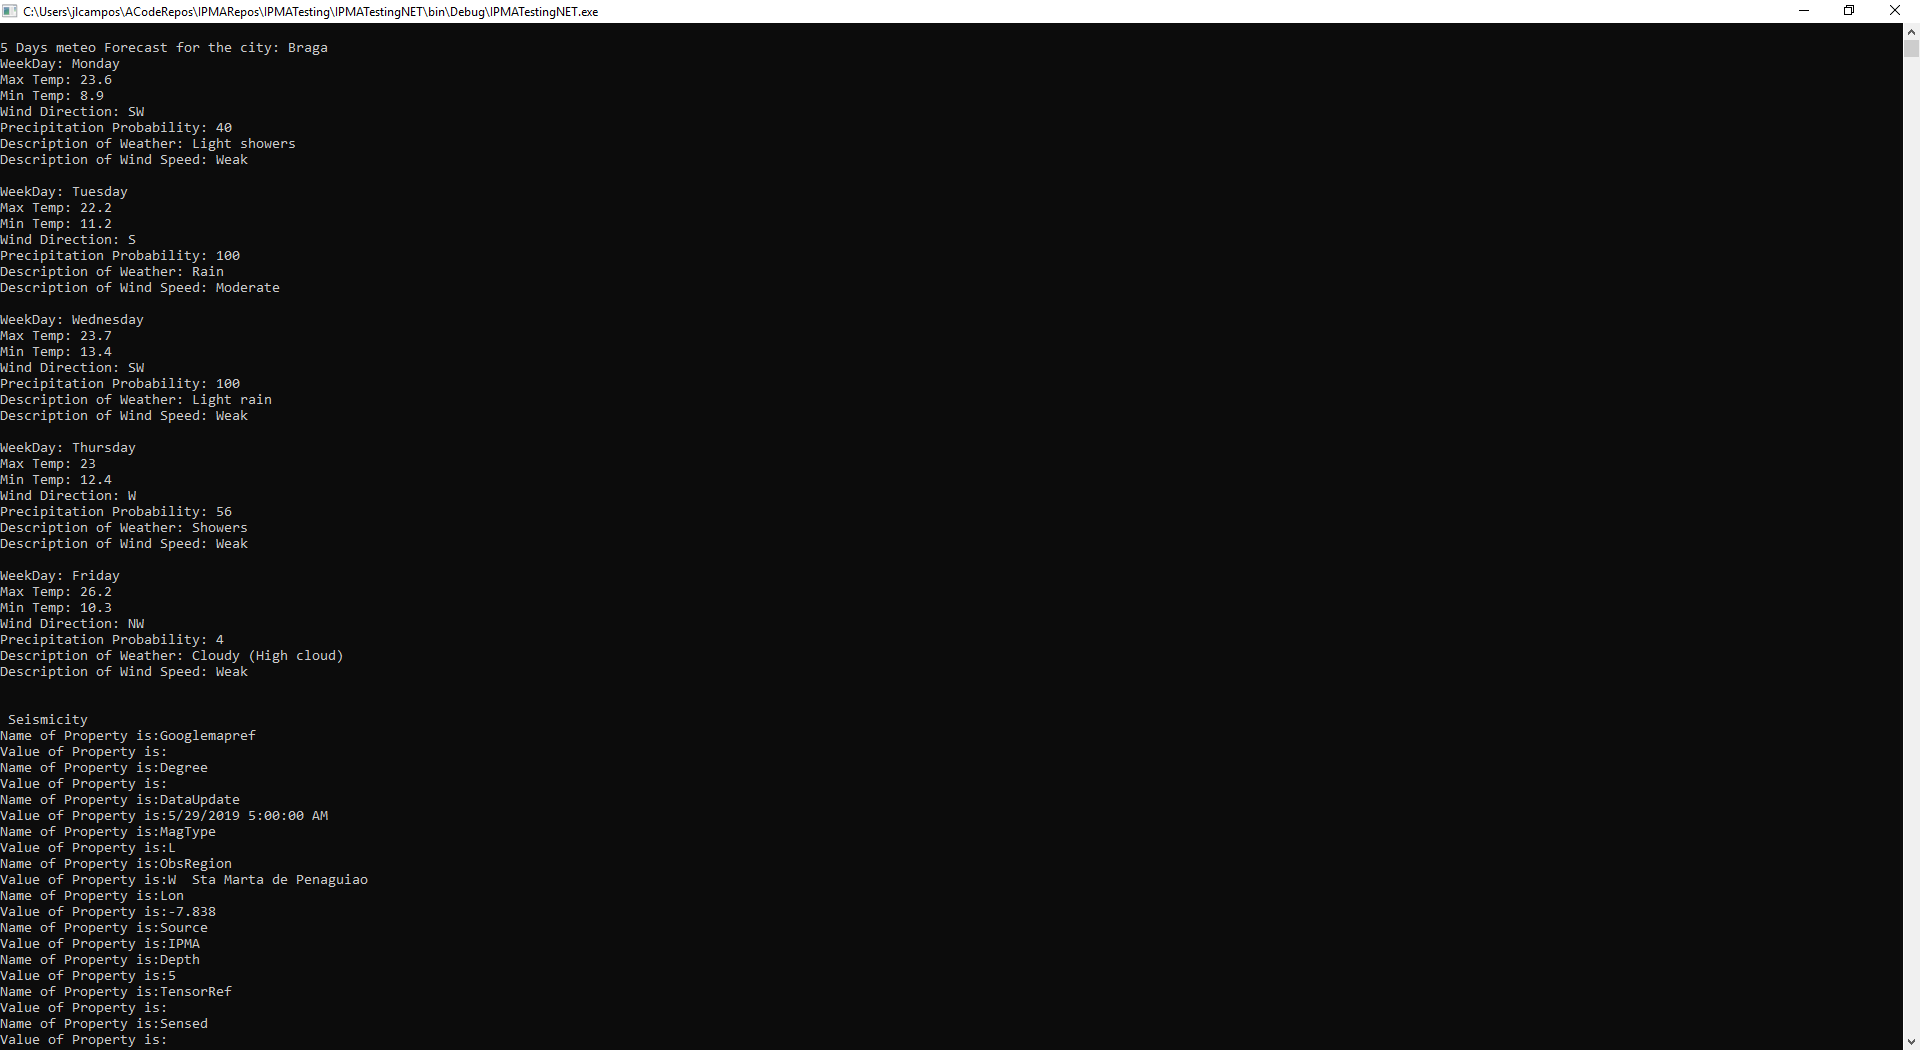 C:\Users\jlcampos\ACodeRepos\IPMARepos\IPMATesting\IPMATestingNET\bin\Debug\IPMATestingNET.exe
5 Days meteo Forecast for the city: Braga
WeekDay: Monday
Max Temp: 23.6
Min Temp: 8.9
Wind Direction: SW
Precipitation Probability: 40
Description of Weather: Light showers
Description of Wind Speed: Weak
WeekDay: Tuesday
Max Temp: 22.2
Min Temp: 11.2
Wind Direction: S
Precipitation Probability: 100
Description of Weather: Rain
Description of Wind Speed: Moderate
WeekDay: Wednesday
Max Temp: 23.7
Min Temp: 13.4
Wind Direction: SW
Precipitation Probability: 100
Description of Weather: Light rain
Description of Wind Speed: Weak
WeekDay: Thursday
Max Temp: 23
Min Temp: 12.4
Wind Direction: W
Precipitation Probability: 56
Description of Weather: Showers
Description of Wind Speed: Weak
WeekDay: Friday
Max Temp: 26.2
Min Temp: 10.3
Wind Direction: NW
Precipitation Probability: 4
Description of Weather: Cloudy (High cloud)
Description of Wind Speed: Weak
Seismicity
Name of Property is:Googlemapref
Value of Property is:
Name of Property is:Degree
Value of Property is:
Name of Property is:DataUpdate
Value of Property is:5/29/2019 5:00:00 AM
Name of Property is:MagType
Value of Property is:L
Name of Property is:ObsRegion
Value of Property is:W  Sta Marta de Penaguiao
Name of Property is:Lon
Value of Property is:-7.838
Name of Property is:Source
Value of Property is:IPMA
Name of Property is:Depth
Value of Property is:5
Name of Property is:TensorRef
Value of Property is:
Name of Property is:Sensed
Value of Property is: